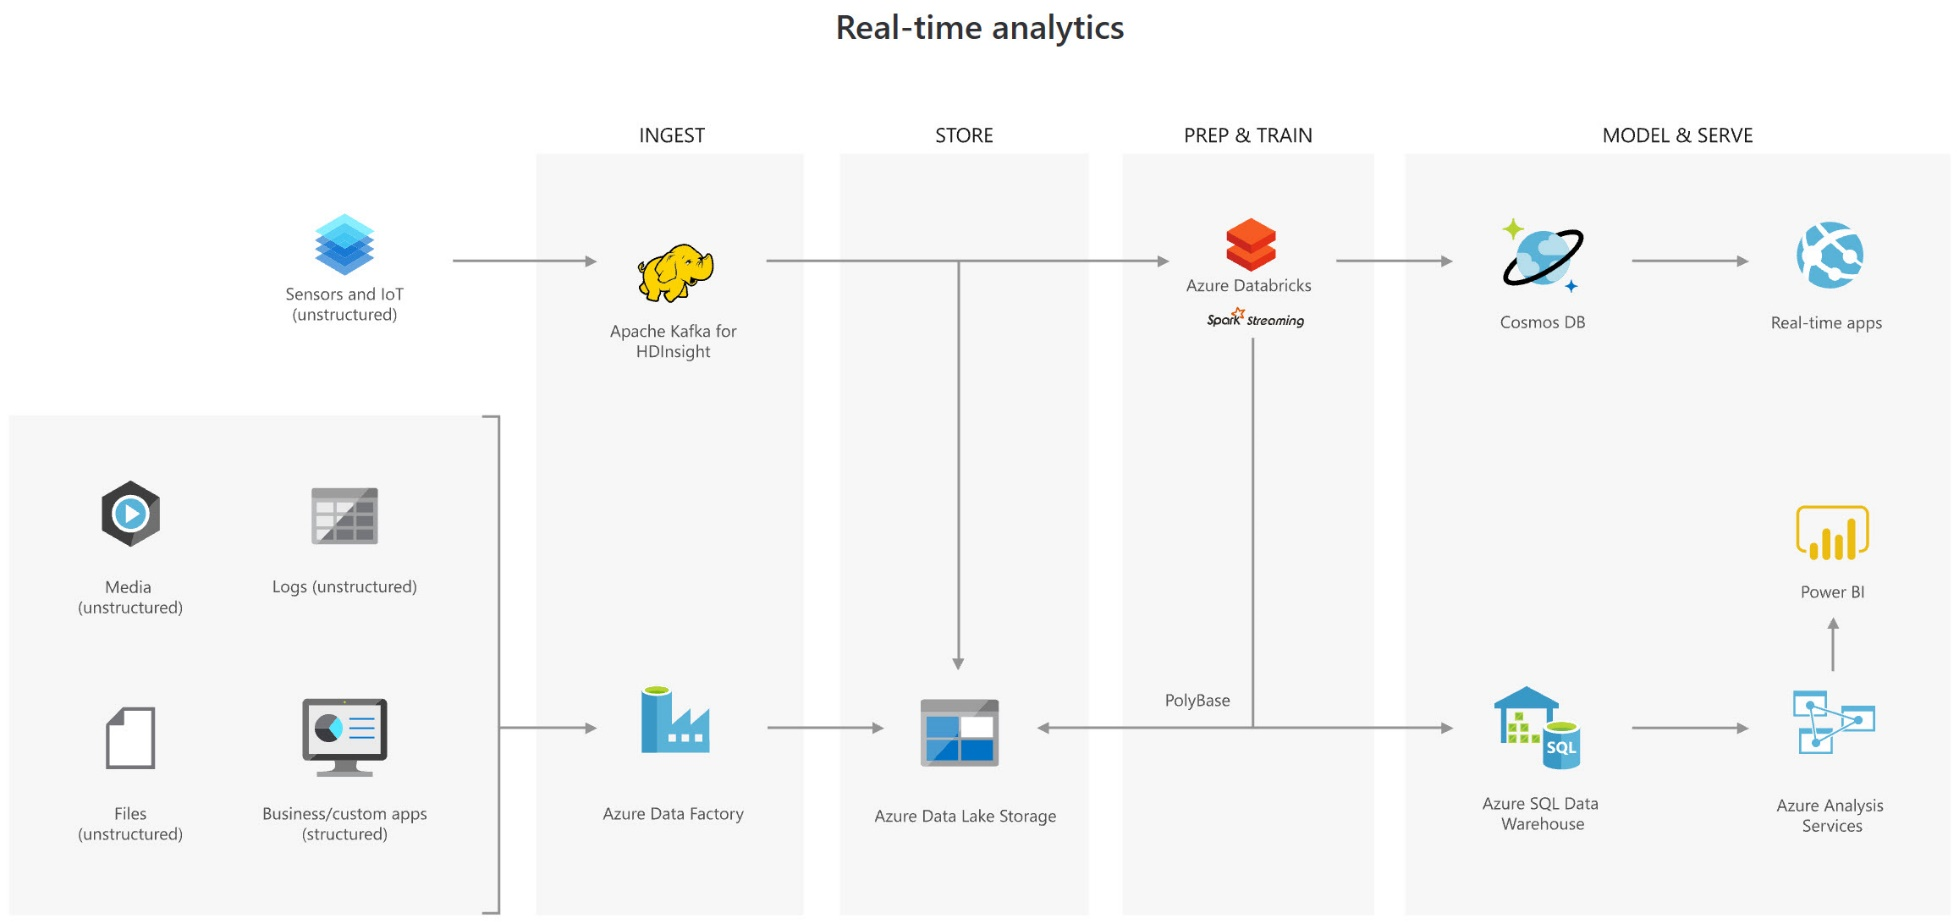 Real-time analytics
INGEST
STORE
PREP & TRAIN
MODEL & SERVE
Sensors and IoT
(unstructured)
Apache Kafka for
HDInsight
Azure Databricks
Spark Streaming
Cosmos DB
Real-time apps
Media
(unstructured)
Logs (unstructured)
Power BI
PolyBase
SQL
Files
(unstructured)
Business/custom apps
(structured)
Azure Data Factory
Azure Data Lake Storage
Azure SQL Data
Warehouse
Azure Analysis
Services